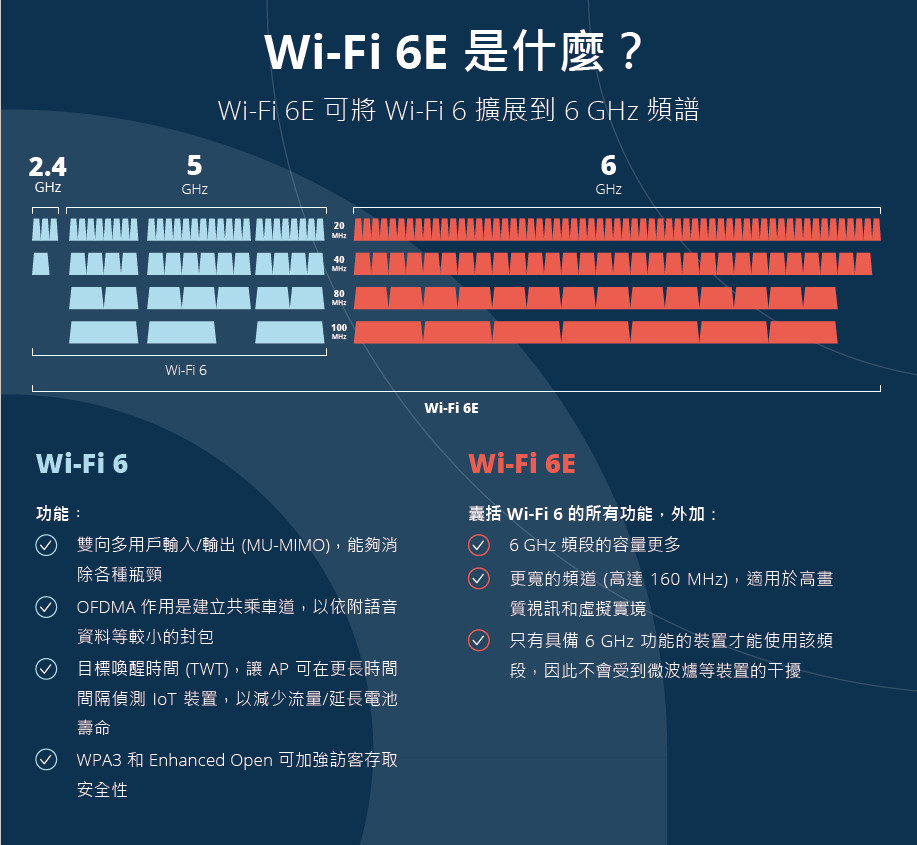 Wi-Fi 6E 是什麼？
Wi-Fi 6E 可將 Wi-Fi 6 擴展到 6 GHz 頻譜
2.4
GHz
5
GHz
6
GHz
20
MHz
40
MHz
80
MHz
100
MHz
Wi-Fi 6
Wi-Fi 6E
Wi-Fi 6
功能：
雙向多用戶輸入/輸出 (MU-MIMO)，能夠消
除各種瓶頸
OFDMA 作用是建立共乘車道，以依附語音
資料等較小的封包
目標喚醒時間 (TWT)，讓 AP 可在更長時間
間隔偵測 IoT 裝置，以減少流量/延長電池
壽命
WPA3 和 Enhanced Open 可加強訪客存取
安全性
Wi-Fi 6E
囊括 Wi-Fi 6 的所有功能，外加：
6 GHz 頻段的容量更多
更寬的頻道 (高達 160 MHz)，適用於高畫
質視訊和虛擬實境
只有具備 6 GHz 功能的裝置才能使用該頻
段，因此不會受到微波爐等裝置的干擾